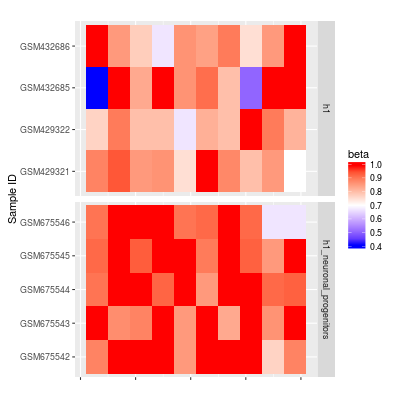 Sample ID
GSM432686
GSM432685
GSM429322
GSM429321
h1
GSM675546
GSM675545
GSM675544
GSM675543
GSM675542
h1_neuronal_progenitors
beta
1.0
0.9
0.8
0.7
0.6
0.5
0.4